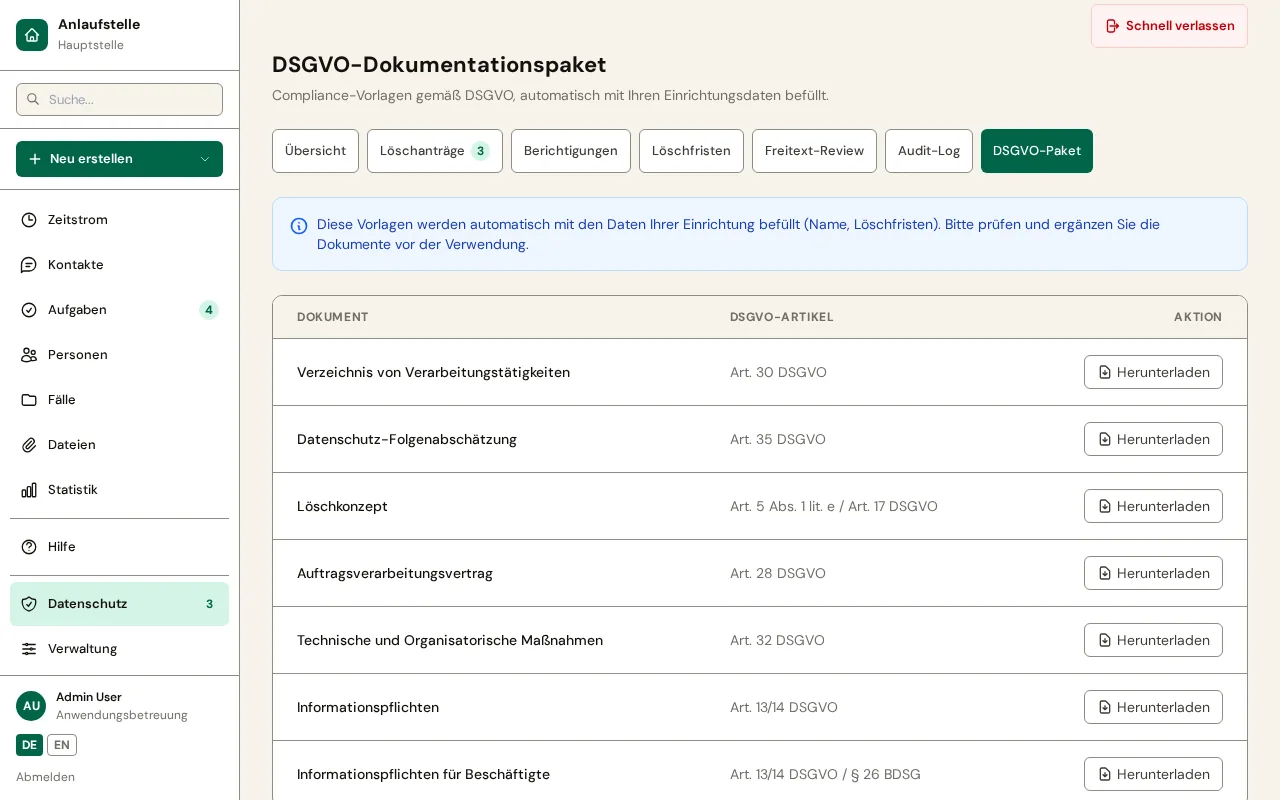 Anlaufstelle
Hauptstelle
Suche...
Neu erstellen
Zeitstrom
Kontakte
Aufgaben 4
Personen
Fälle
Dateien
Statistik
Hilfe
Datenschutz 3
Verwaltung
AU
Admin User
Anwendungsbetreuung
DE EN
Abmelden
Schnell verlassen
DSGVO-Dokumentationspaket
Compliance-Vorlagen gemäß DSGVO, automatisch mit Ihren Einrichtungsdaten befüllt.
Übersicht Löschanträge 3 Berichtigungen Löschfristen Freitext-Review Audit-Log DSGVO-Paket
Diese Vorlagen werden automatisch mit den Daten Ihrer Einrichtung befüllt (Name, Löschfristen). Bitte prüfen und ergänzen Sie die
Dokumente vor der Verwendung.
DOKUMENT DSGVO-ARTIKEL AKTION
Verzeichnis von Verarbeitungstätigkeiten Art. 30 DSGVO Herunterladen
Datenschutz-Folgenabschätzung Art. 35 DSGVO Herunterladen
Löschkonzept Art. 5 Abs. 1 lit. e / Art. 17 DSGVO Herunterladen
Auftragsverarbeitungsvertrag Art. 28 DSGVO Herunterladen
Technische und Organisatorische Maßnahmen Art. 32 DSGVO Herunterladen
Informationspflichten Art. 13/14 DSGVO Herunterladen
Informationspflichten für Beschäftigte Art. 13/14 DSGVO / § 26 BDSG Herunterladen